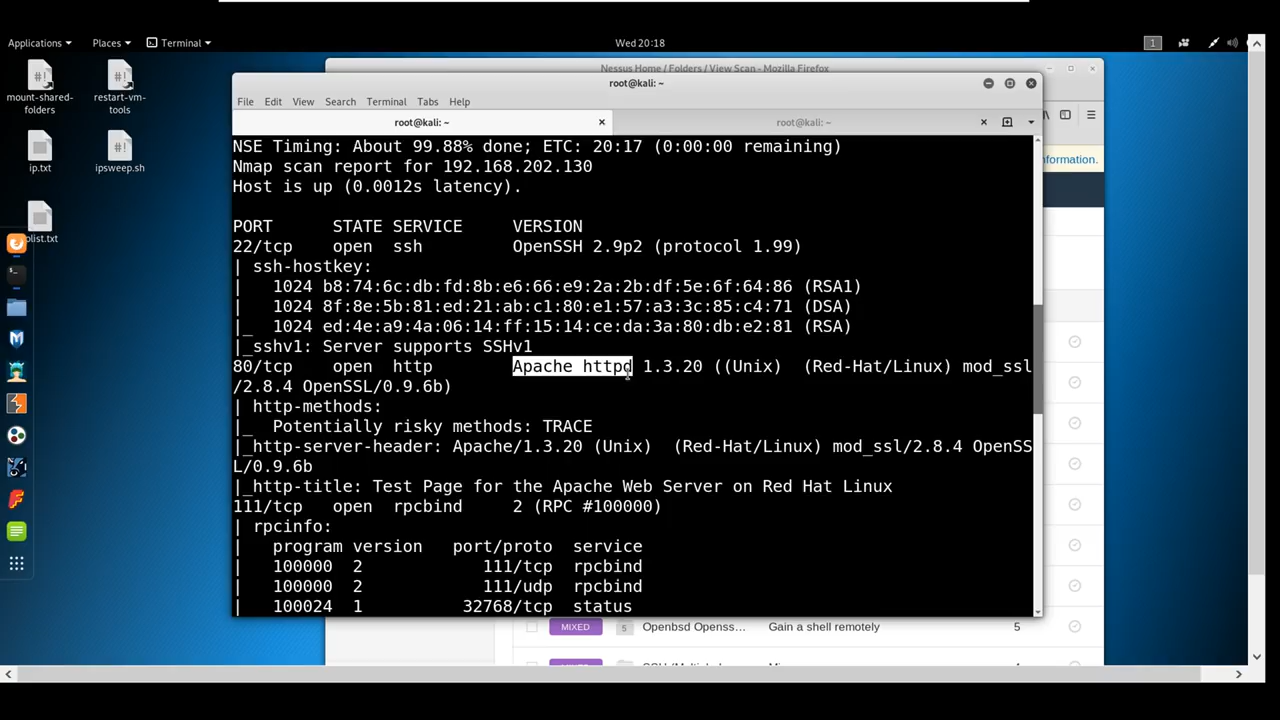 Applications
Places
Terminal
Wed 20:18
1
mount-shared-
folders
restart-vm-
tools
ip.txt
ipsweep.sh
plist.txt
Nessus Home / Folders / View Scan - Mozilla Firefox
root@kali: ~
File Edit View Search Terminal Tabs Help
root@kali: ~
root@kali: ~
NSE Timing: About 99.88% done; ETC: 20:17 (0:00:00 remaining)
Nmap scan report for 192.168.202.130
Host is up (0.0012s latency).
PORT STATE SERVICE VERSION
22/tcp open ssh OpenSSH 2.9p2 (protocol 1.99)
| ssh-hostkey:
| 1024 b8:74:6c:db:fd:8b:e6:66:e9:2a:2b:df:5e:6f:64:86 (RSA1)
| 1024 8f:8e:5b:81:ed:21:ab:c1:80:e1:57:a3:3c:85:c4:71 (DSA)
|_ 1024 ed:4e:a9:4a:06:14:ff:15:14:ce:da:3a:80:db:e2:81 (RSA)
|_sshv1: Server supports SSHv1
80/tcp open http Apache httpd 1.3.20 ((Unix) (Red-Hat/Linux) mod_ssl
/2.8.4 OpenSSL/0.9.6b)
| http-methods:
|_ Potentially risky methods: TRACE
|_http-server-header: Apache/1.3.20 (Unix) (Red-Hat/Linux) mod_ssl/2.8.4 OpenSS
L/0.9.6b
|_http-title: Test Page for the Apache Web Server on Red Hat Linux
111/tcp open rpcbind 2 (RPC #100000)
| rpcinfo:
| program version port/proto service
| 100000 2 111/tcp rpcbind
| 100000 2 111/udp rpcbind
| 100024 1 32768/tcp status
formation.
MIXED 5 Openbsd Openss... Gain a shell remotely 5